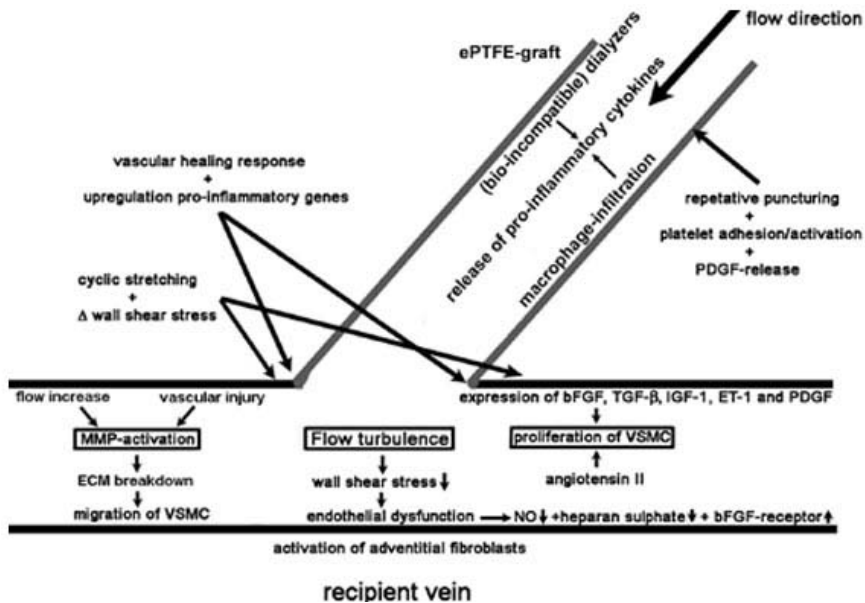 flow direction
ePTFE-graft
(bio-incompatible) dialyzers
release of pro-inflammatory cytokines
macrophage-infiltration
vascular healing response
+
upregulation pro-inflammatory genes
repetative puncturing
+
platelet adhesion/activation
+
PDGF-release
cyclic stretching
+
Δ wall shear stress
flow increase
vascular injury
expression of bFGF, TGF-β, IGF-1, ET-1 and PDGF
MMP-activation
Flow turbulence
proliferation of VSMC
ECM breakdown
wall shear stress
angiotensin II
migration of VSMC
endothelial dysfunction
NO
+heparan sulphate
+ bFGF-receptor
activation of adventitial fibroblasts
recipient vein